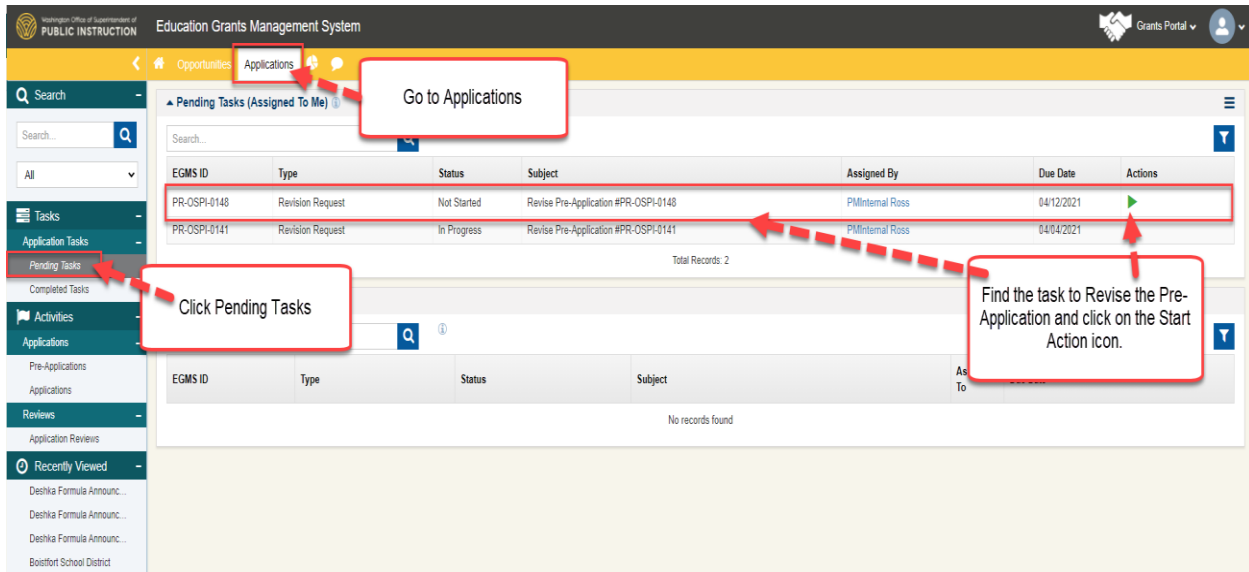 Washington Office of Superintendent of
PUBLIC INSTRUCTION
Education Grants Management System
Grants Portal
Opportunities Applications
Search
Search...
All
Tasks
Application Tasks
Pending Tasks
Completed Tasks
Activities
Applications
Pre-Applications
Applications
Reviews
Application Reviews
Recently Viewed
Deshka Formula Announc...
Deshka Formula Announc...
Deshka Formula Announc...
Boistfort School District
Go to Applications
Pending Tasks (Assigned To Me)
Search...
EGMS ID Type Status Subject Assigned By Due Date Actions
PR-OSPI-0148 Revision Request Not Started Revise Pre-Application #PR-OSPI-0148 PMInternal Ross 04/12/2021
PR-OSPI-0141 Revision Request In Progress Revise Pre-Application #PR-OSPI-0141 PMInternal Ross 04/04/2021
Total Records: 2
Click Pending Tasks
Find the task to Revise the Pre-
Application and click on the Start
Action icon.
EGMS ID Type Status Subject
To
No records found